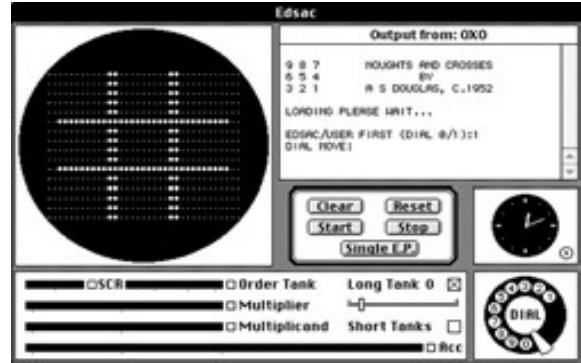 Edsac
Output from: OXO
9 8 7 NOUGHTS AND CROSSES
6 5 4 BY
3 2 1 A S DOUGLAS, C.1952
LOADING PLEASE WAIT...
EDSAC/USER FIRST (DIAL 0/1):1
DIAL MOVE:
Clear Reset
Start Stop
Single E.P.
SCR Order Tank Long Tank 0
Multiplier
Multiplicand Short Tanks
Acc
DIAL